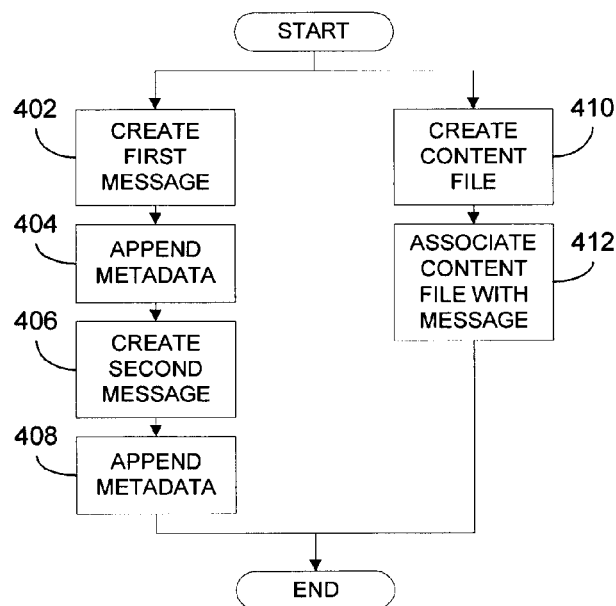 START
402
CREATE
FIRST
MESSAGE
404
APPEND
METADATA
406
CREATE
SECOND
MESSAGE
408
APPEND
METADATA
410
CREATE
CONTENT
FILE
412
ASSOCIATE
CONTENT
FILE WITH
MESSAGE
END